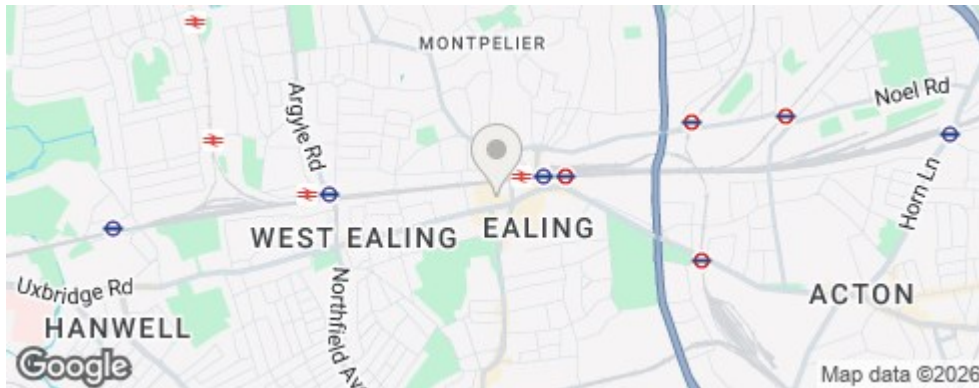 MONTPELIER
Argyle Rd
Noel Rd
Horn Ln
WEST EALING
EALING
Uxbridge Rd
Northfield Av
ACTON
HANWELL
Google
Map data ©2026